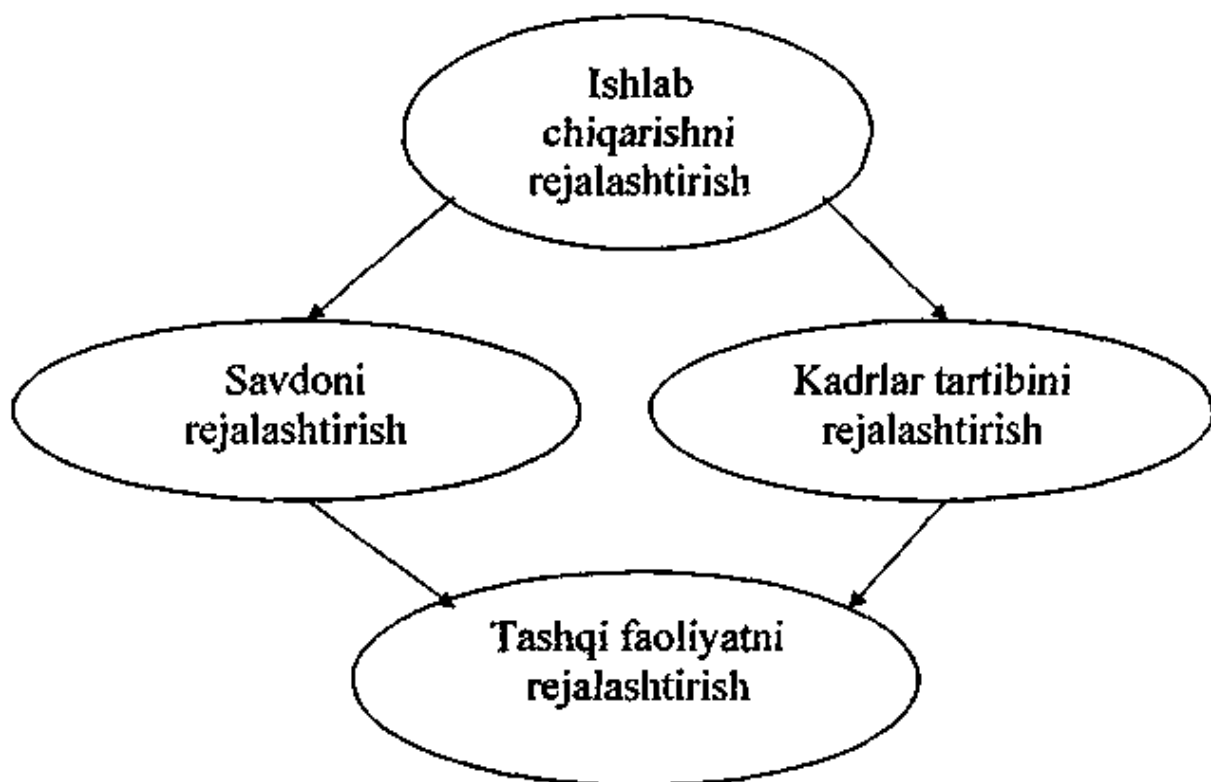 Ishlab
chiqarishni
rejalashtirish
Savdoni
rejalashtirish
Kadrlar tartibini
rejalashtirish
Tashqi faoliyatni
rejalashtirish